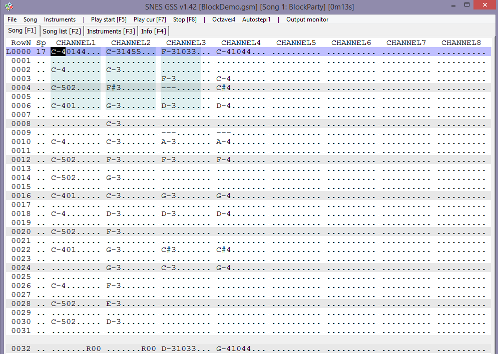 SNES GSS v1.42 [BlockDemo.gsm] [Song 1: BlockParty] [0m13s]
File Song Instruments | Play start [F5] Play cur [F7] Stop [F8] | Octave:4 Autostep:1 | Output monitor
Song [F1] Song list [F2] Instruments [F3] Info [F4]
RowN Sp CHANNEL1 CHANNEL2 CHANNEL3 CHANNEL4 CHANNEL5 CHANNEL6 CHANNEL7 CHANNEL8
L0000 17 C-40144... C-31455... F-31033... C-41044...
0001 ..
0002 .. C-4 C-3
0003 .. F-3 C-4
0004 .. C-502 F#3 --- C#4
0005 ..
0006 .. C-401 G-3 D-3 D-4
0007 ..
0008 .. C-3
0009 .. --- ---
0010 .. C-4 C-3 A-3 A-4
0011 ..
0012 .. C-502 F-3 F-3 F-4
0013 ..
0014 .. C-502 G-3
0015 ..
0016 .. C-401 C-3 G-3 G-4
0017 ..
0018 .. C-4 D-3 D-3 D-4
0019 ..
0020 .. C-502 F-3
0021 ..
0022 .. C-401 G-3 C#3 C#4
0023 ..
0024 .. G-3 C-3 G-4
0025 ..
0026 .. C-4 F-3
0027 ..
0028 .. C-502 E-3
0029 ..
0030 .. C-502 D-3
0031 ..
0032 .. R00 R00 D-31033 G-41044